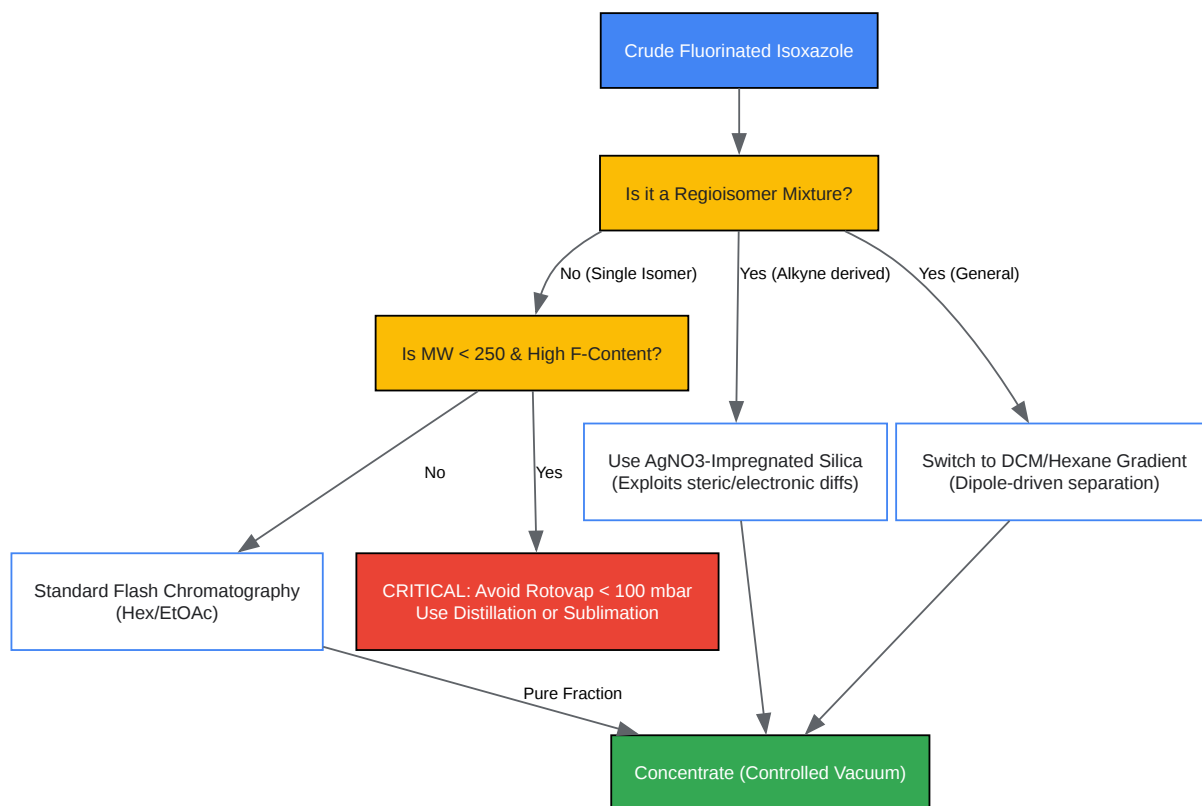 Crude Fluorinated Isoxazole
Is it a Regioisomer Mixture?
No (Single Isomer)
Yes (Alkyne derived)
Yes (General)
Is MW < 250 & High F-Content?
No
Yes
Use AgNO3-Impregnated Silica
(Exploits steric/electronic diffs)
Switch to DCM/Hexane Gradient
(Dipole-driven separation)
Standard Flash Chromatography
(Hex/EtOAc)
CRITICAL: Avoid Rotovap < 100 mbar
Use Distillation or Sublimation
Pure Fraction
Concentrate (Controlled Vacuum)